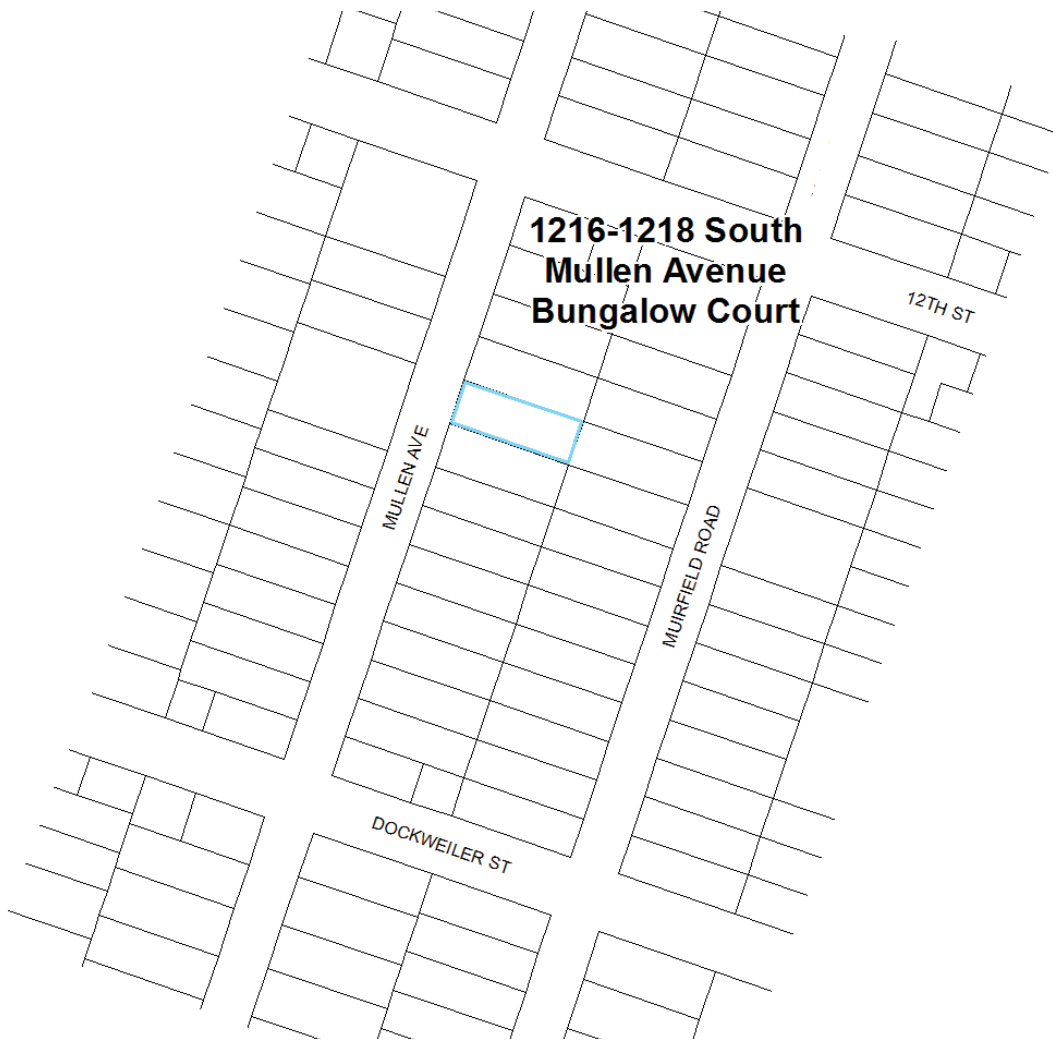 1216-1218 South
Mullen Avenue
Bungalow Court
12TH ST
MULLEN AVE
MUIRFIELD ROAD
DOCKWEILER ST